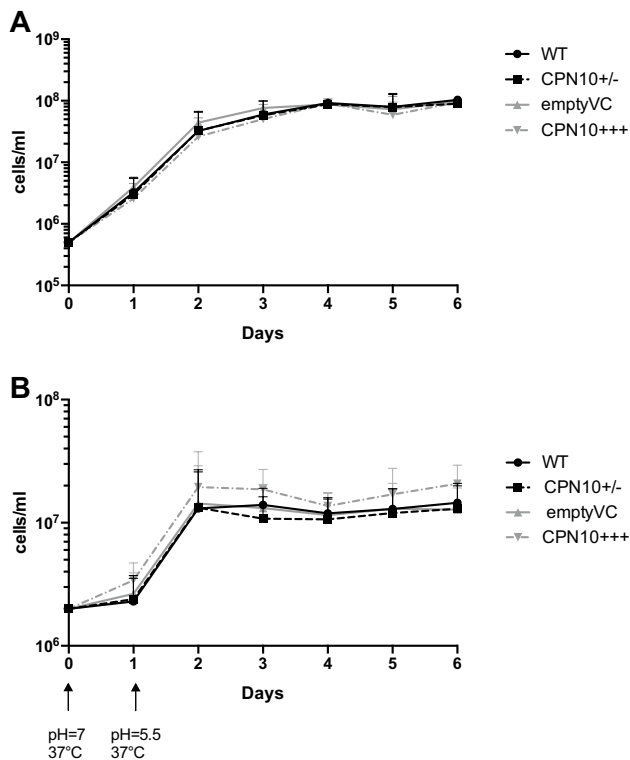 A
10⁹
10⁸
10⁷
10⁶
10⁵
cells/ml
0 1 2 3 4 5 6
Days
WT
CPN10+/-
emptyVC
CPN10+++
B
10⁸
10⁷
10⁶
cells/ml
0 1 2 3 4 5 6
Days
WT
CPN10+/-
emptyVC
CPN10+++
pH=7 pH=5.5
37°C 37°C